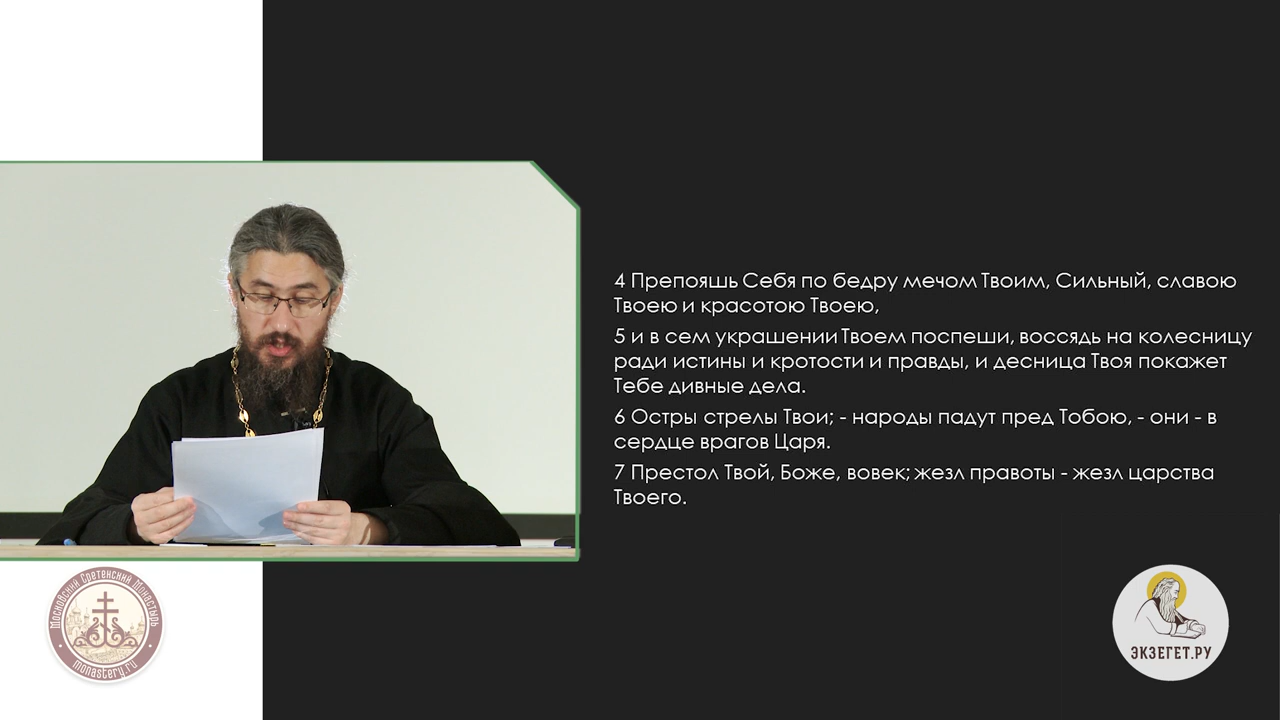 4 Препояшь Себя по бедру мечом Твоим, Сильный, славою
Твоею и красотою Твоею,
5 и в сем украшении Твоем поспеши, воссядь на колесницу
ради истины и кротости и правды, и десница Твоя покажет
Тебе дивные дела.
6 Остры стрелы Твои; - народы падут пред Тобою, - они - в
сердце врагов Царя.
7 Престол Твой, Боже, вовек; жезл правоты - жезл царства
Твоего.
Московский Сретенский Монастырь
monastery.ru
ЭКЗЕГЕТ.РУ